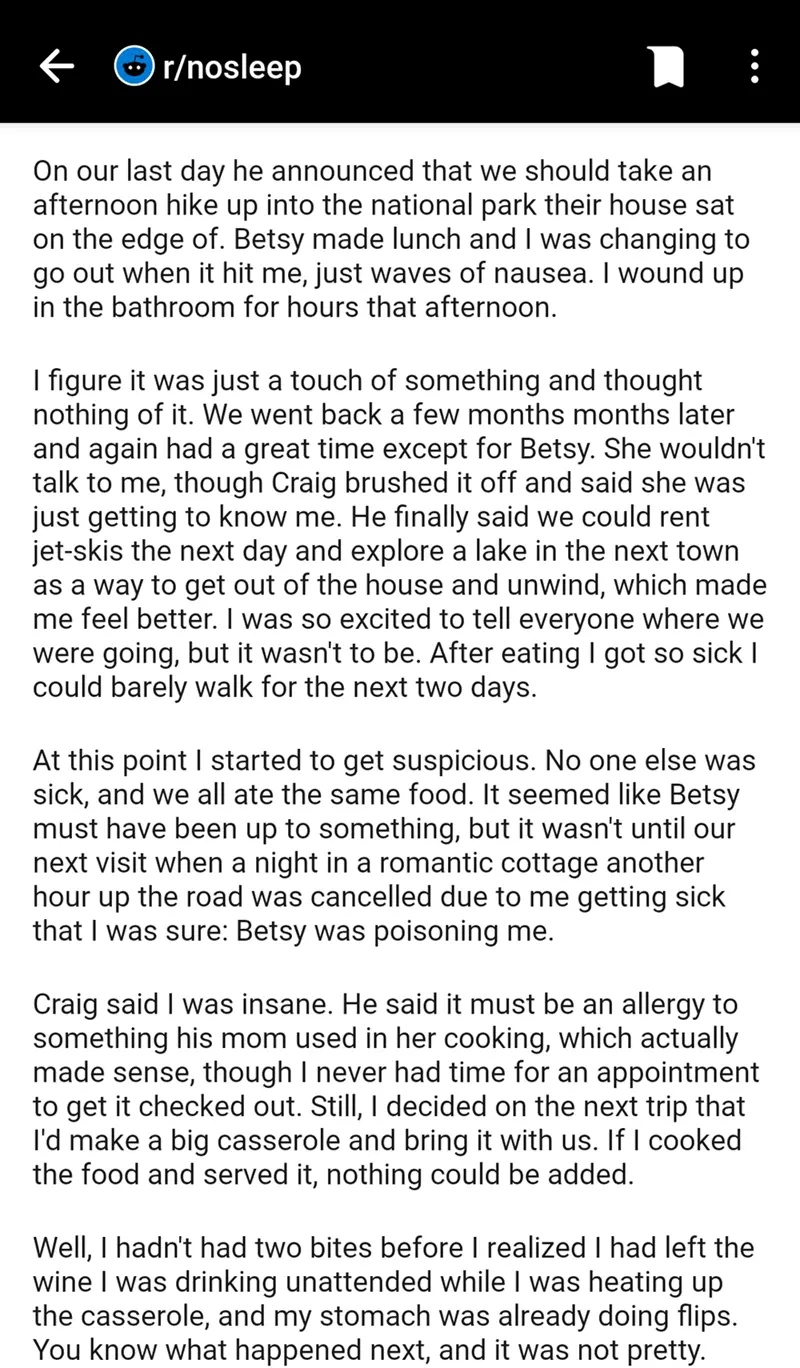 r/nosleep
On our last day he announced that we should take an
afternoon hike up into the national park their house sat
on the edge of. Betsy made lunch and I was changing to
go out when it hit me, just waves of nausea. I wound up
in the bathroom for hours that afternoon.
I figure it was just a touch of something and thought
nothing of it. We went back a few months months later
and again had a great time except for Betsy. She wouldn't
talk to me, though Craig brushed it off and said she was
just getting to know me. He finally said we could rent
jet-skis the next day and explore a lake in the next town
as a way to get out of the house and unwind, which made
me feel better. I was so excited to tell everyone where we
were going, but it wasn't to be. After eating I got so sick I
could barely walk for the next two days.
At this point I started to get suspicious. No one else was
sick, and we all ate the same food. It seemed like Betsy
must have been up to something, but it wasn't until our
next visit when a night in a romantic cottage another
hour up the road was cancelled due to me getting sick
that I was sure: Betsy was poisoning me.
Craig said I was insane. He said it must be an allergy to
something his mom used in her cooking, which actually
made sense, though I never had time for an appointment
to get it checked out. Still, I decided on the next trip that
I'd make a big casserole and bring it with us. If I cooked
the food and served it, nothing could be added.
Well, I hadn't had two bites before I realized I had left the
wine I was drinking unattended while I was heating up
the casserole, and my stomach was already doing flips.
You know what happened next, and it was not pretty.